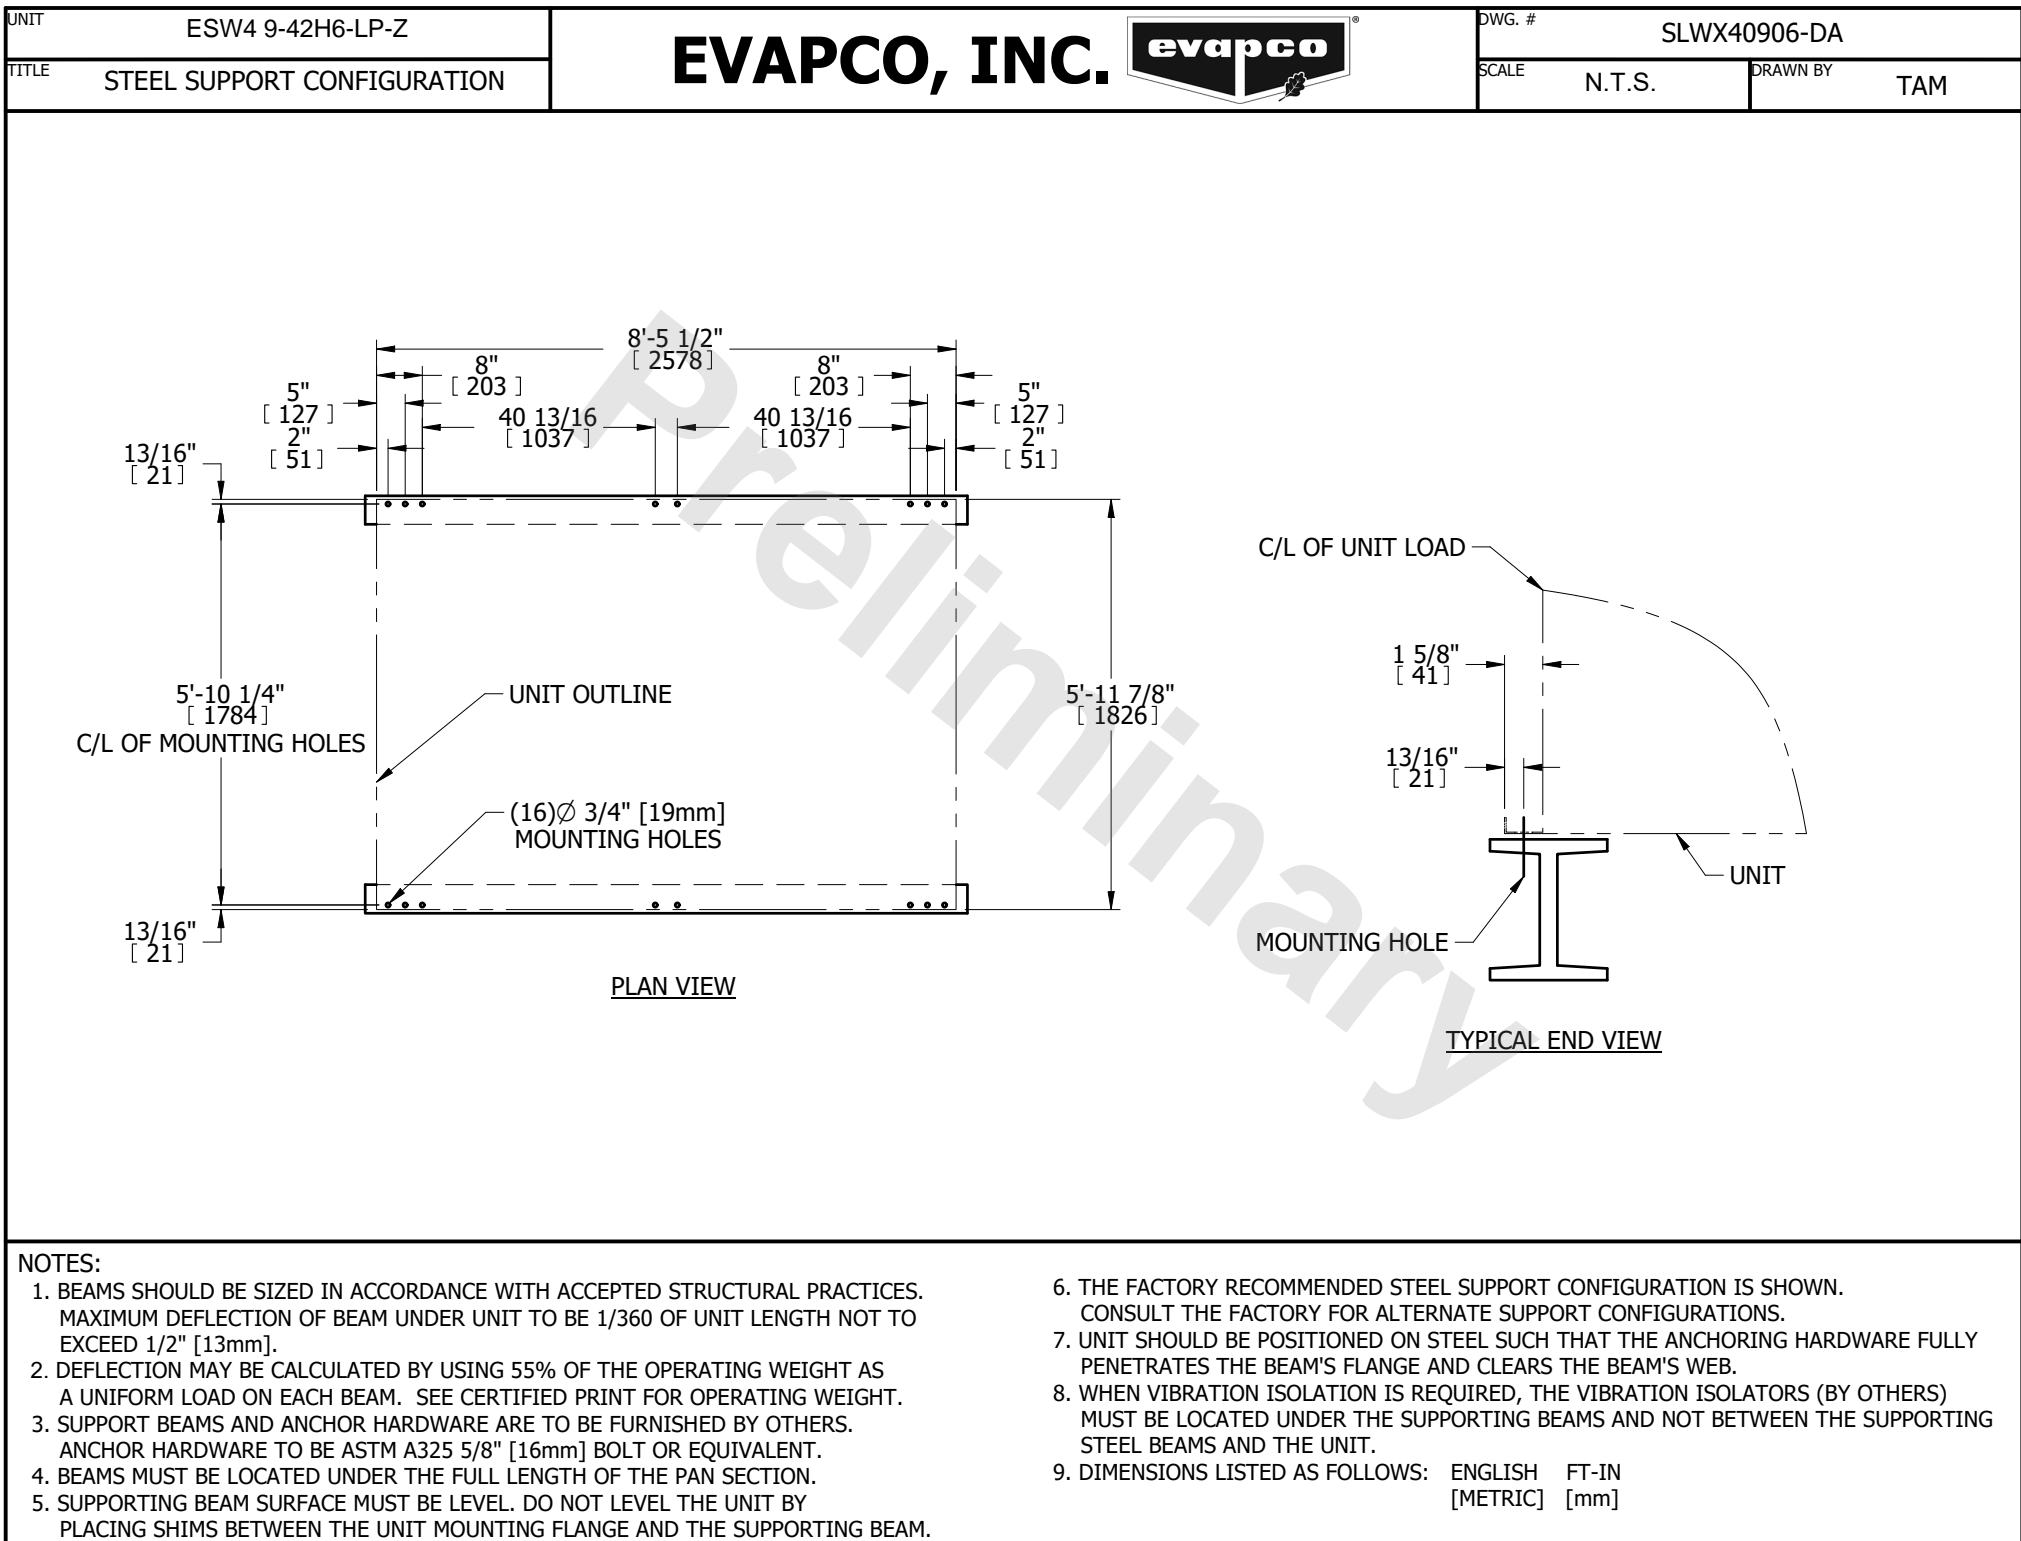 UNIT
ESW4 9-42H6-LP-Z
TITLE
STEEL SUPPORT CONFIGURATION
EVAPCO, INC.
evapco
®
DWG. #
SLWX40906-DA
SCALE
N.T.S.
DRAWN BY
TAM
8'-5 1/2"
[ 2578 ]
8"
[ 203 ]
8"
[ 203 ]
5"
[ 127 ]
5"
[ 127 ]
40 13/16
[ 1037 ]
40 13/16
[ 1037 ]
2"
[ 51 ]
2"
[ 51 ]
13/16"
[ 21 ]
5'-10 1/4"
[ 1784 ]
C/L OF MOUNTING HOLES
UNIT OUTLINE
5'-11 7/8"
[ 1826 ]
(16)Ø 3/4" [19mm]
MOUNTING HOLES
13/16"
[ 21 ]
PLAN VIEW
C/L OF UNIT LOAD
1 5/8"
[ 41 ]
13/16"
[ 21 ]
UNIT
MOUNTING HOLE
TYPICAL END VIEW
Preliminary
NOTES:
1. BEAMS SHOULD BE SIZED IN ACCORDANCE WITH ACCEPTED STRUCTURAL PRACTICES.
MAXIMUM DEFLECTION OF BEAM UNDER UNIT TO BE 1/360 OF UNIT LENGTH NOT TO
EXCEED 1/2" [13mm].
2. DEFLECTION MAY BE CALCULATED BY USING 55% OF THE OPERATING WEIGHT AS
A UNIFORM LOAD ON EACH BEAM. SEE CERTIFIED PRINT FOR OPERATING WEIGHT.
3. SUPPORT BEAMS AND ANCHOR HARDWARE ARE TO BE FURNISHED BY OTHERS.
ANCHOR HARDWARE TO BE ASTM A325 5/8" [16mm] BOLT OR EQUIVALENT.
4. BEAMS MUST BE LOCATED UNDER THE FULL LENGTH OF THE PAN SECTION.
5. SUPPORTING BEAM SURFACE MUST BE LEVEL. DO NOT LEVEL THE UNIT BY
PLACING SHIMS BETWEEN THE UNIT MOUNTING FLANGE AND THE SUPPORTING BEAM.
6. THE FACTORY RECOMMENDED STEEL SUPPORT CONFIGURATION IS SHOWN.
CONSULT THE FACTORY FOR ALTERNATE SUPPORT CONFIGURATIONS.
7. UNIT SHOULD BE POSITIONED ON STEEL SUCH THAT THE ANCHORING HARDWARE FULLY
PENETRATES THE BEAM'S FLANGE AND CLEARS THE BEAM'S WEB.
8. WHEN VIBRATION ISOLATION IS REQUIRED, THE VIBRATION ISOLATORS (BY OTHERS)
MUST BE LOCATED UNDER THE SUPPORTING BEAMS AND NOT BETWEEN THE SUPPORTING
STEEL BEAMS AND THE UNIT.
9. DIMENSIONS LISTED AS FOLLOWS: ENGLISH FT-IN
[METRIC] [mm]